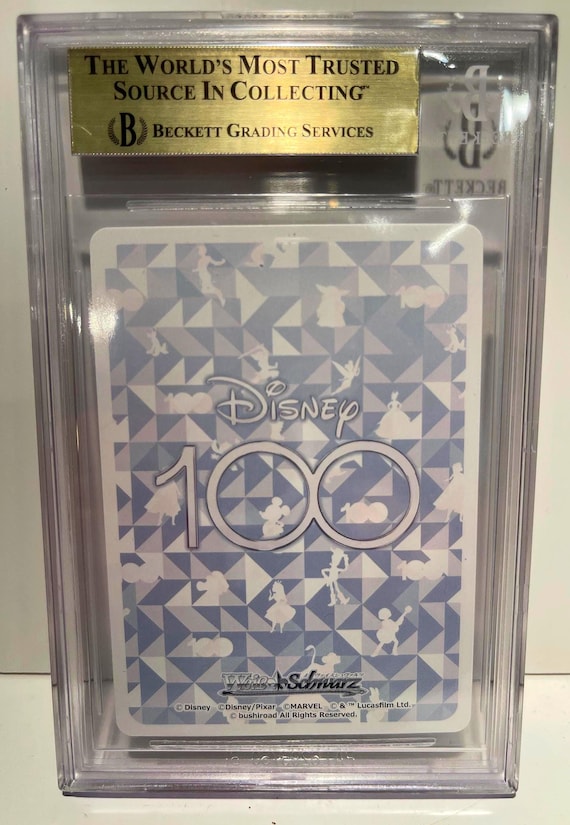 THE WORLD'S MOST TRUSTED
SOURCE IN COLLECTING™
B BECKETT GRADING SERVICES
BECKETT
Disney
100
Weiß Schwarz
© Disney ©Disney/Pixar ©MARVEL © & ™ Lucasfilm Ltd.
© bushiroad All Rights Reserved.